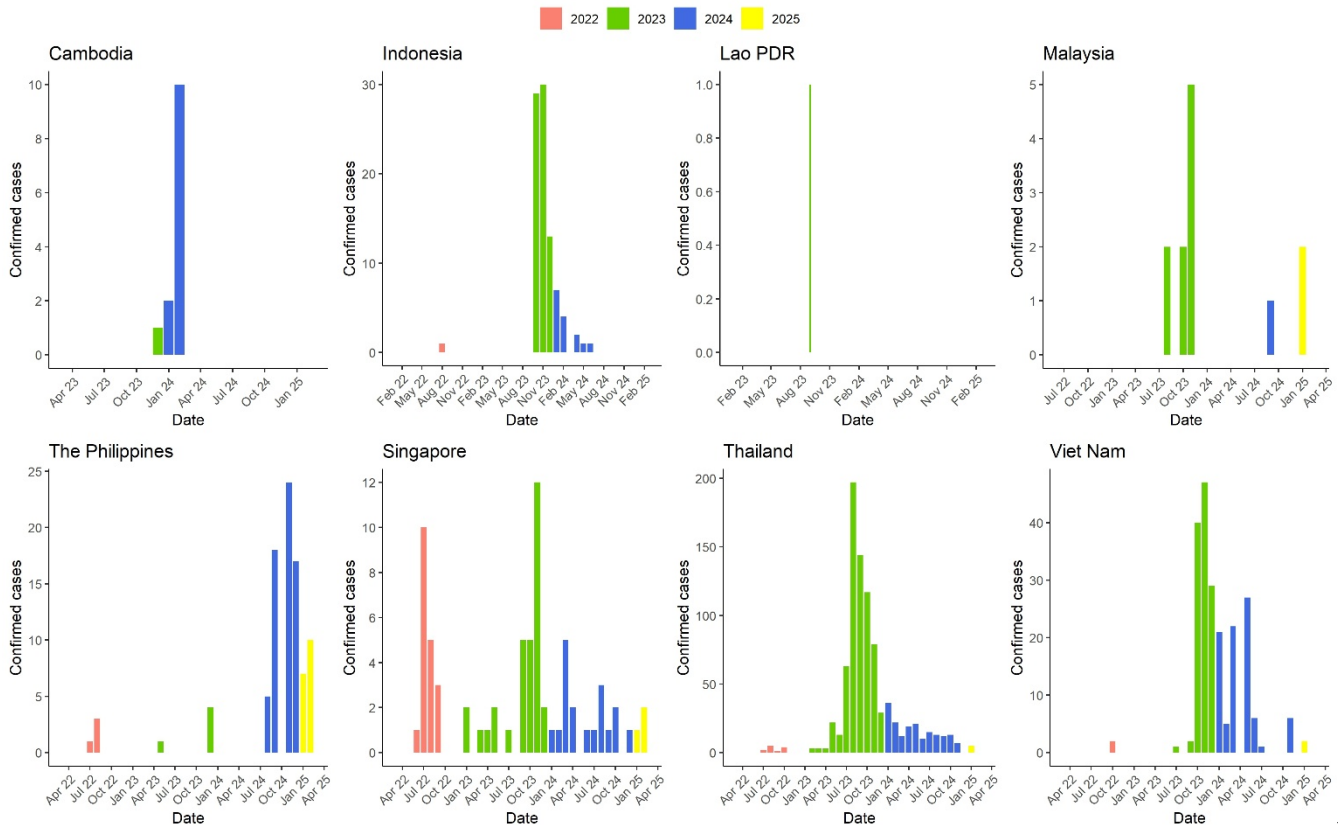 2022 2023 2024 2025
Cambodia
Confirmed cases
10
8
6
4
2
0
Apr 23 Jul 23 Oct 23 Jan 24 Apr 24 Jul 24 Oct 24 Jan 25
Date
Indonesia
Confirmed cases
30
20
10
0
Feb 22 May 22 Aug 22 Nov 22 Feb 23 May 23 Aug 23 Nov 23 Feb 24 May 24 Aug 24 Nov 24 Feb 25
Date
Lao PDR
Confirmed cases
1.0
0.8
0.6
0.4
0.2
0.0
Feb 23 May 23 Aug 23 Nov 23 Feb 24 May 24 Aug 24 Nov 24 Feb 25
Date
Malaysia
Confirmed cases
5
4
3
2
1
0
Jul 22 Oct 22 Jan 23 Apr 23 Jul 23 Oct 23 Jan 24 Apr 24 Jul 24 Oct 24 Jan 25 Apr 25
Date
The Philippines
Confirmed cases
25
20
15
10
5
0
Apr 22 Jul 22 Oct 22 Jan 23 Apr 23 Jul 23 Oct 23 Jan 24 Apr 24 Jul 24 Oct 24 Jan 25 Apr 25
Date
Singapore
Confirmed cases
12
10
8
6
4
2
0
Apr 22 Jul 22 Oct 22 Jan 23 Apr 23 Jul 23 Oct 23 Jan 24 Apr 24 Jul 24 Oct 24 Jan 25 Apr 25
Date
Thailand
Confirmed cases
200
150
100
50
0
Apr 22 Jul 22 Oct 22 Jan 23 Apr 23 Jul 23 Oct 23 Jan 24 Apr 24 Jul 24 Oct 24 Jan 25 Apr 25
Date
Viet Nam
Confirmed cases
40
20
0
Apr 22 Jul 22 Oct 22 Jan 23 Apr 23 Jul 23 Oct 23 Jan 24 Apr 24 Jul 24 Oct 24 Jan 25 Apr 25
Date